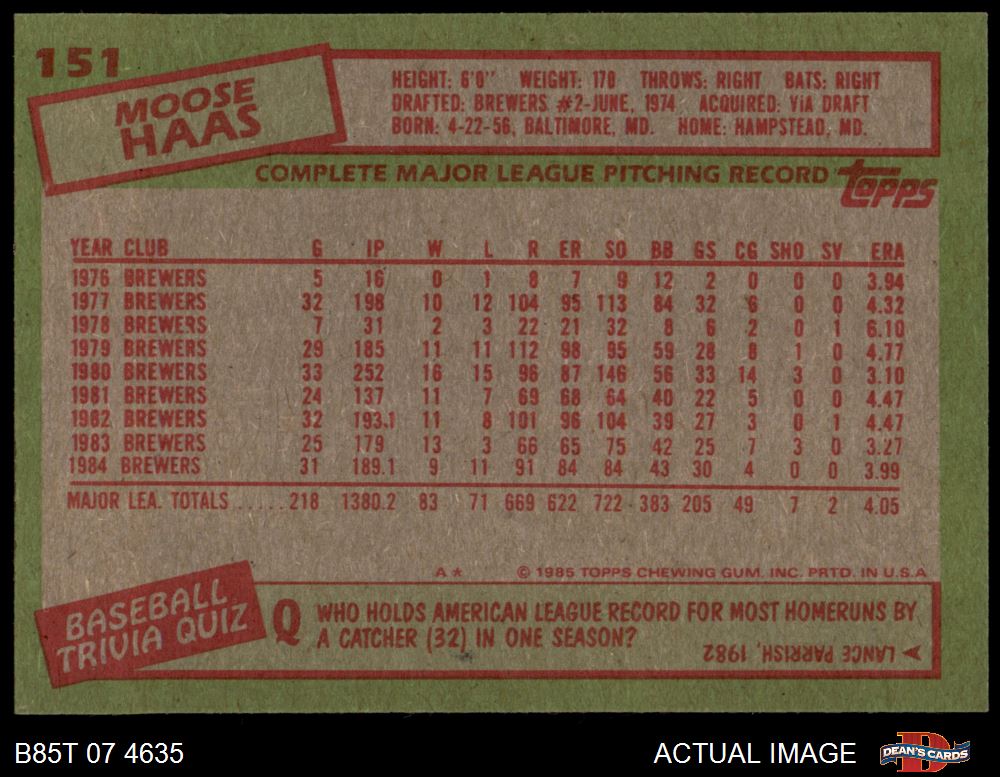 151
MOOSE
HAAS
HEIGHT: 6'0" WEIGHT: 170 THROWS: RIGHT BATS: RIGHT
DRAFTED: BREWERS #2-JUNE, 1974 ACQUIRED: VIA DRAFT
BORN: 4-22-56, BALTIMORE, MD. HOME: HAMPSTEAD, MD.
COMPLETE MAJOR LEAGUE PITCHING RECORD topps
YEAR CLUB G IP W L R ER SO BB GS CG SHO SV ERA
1976 BREWERS 5 16 0 1 8 7 9 12 2 0 0 0 3.94
1977 BREWERS 32 198 10 12 104 95 113 84 32 6 0 0 4.32
1978 BREWERS 7 31 2 3 22 21 32 8 6 2 0 1 6.10
1979 BREWERS 29 185 11 11 112 98 95 59 28 8 1 0 4.77
1980 BREWERS 33 252 16 15 96 87 146 56 33 14 3 0 3.10
1981 BREWERS 24 137 11 7 69 68 64 40 22 5 0 0 4.47
1982 BREWERS 32 193.1 11 8 101 96 104 39 27 3 0 1 4.47
1983 BREWERS 25 179 13 3 66 65 75 42 25 7 3 0 3.27
1984 BREWERS 31 189.1 9 11 91 84 84 43 30 4 0 0 3.99
MAJOR LEA. TOTALS .....218 1380.2 83 71 669 622 722 383 205 49 7 2 4.05
A* © 1985 TOPPS CHEWING GUM. INC. PRTD. IN U.S.A
BASEBALL
TRIVIA QUIZ
Q WHO HOLDS AMERICAN LEAGUE RECORD FOR MOST HOMERUNS BY
A CATCHER (32) IN ONE SEASON?
LANCE PARRISH, 1982
B85T 07 4635 ACTUAL IMAGE DEAN'S CARDS